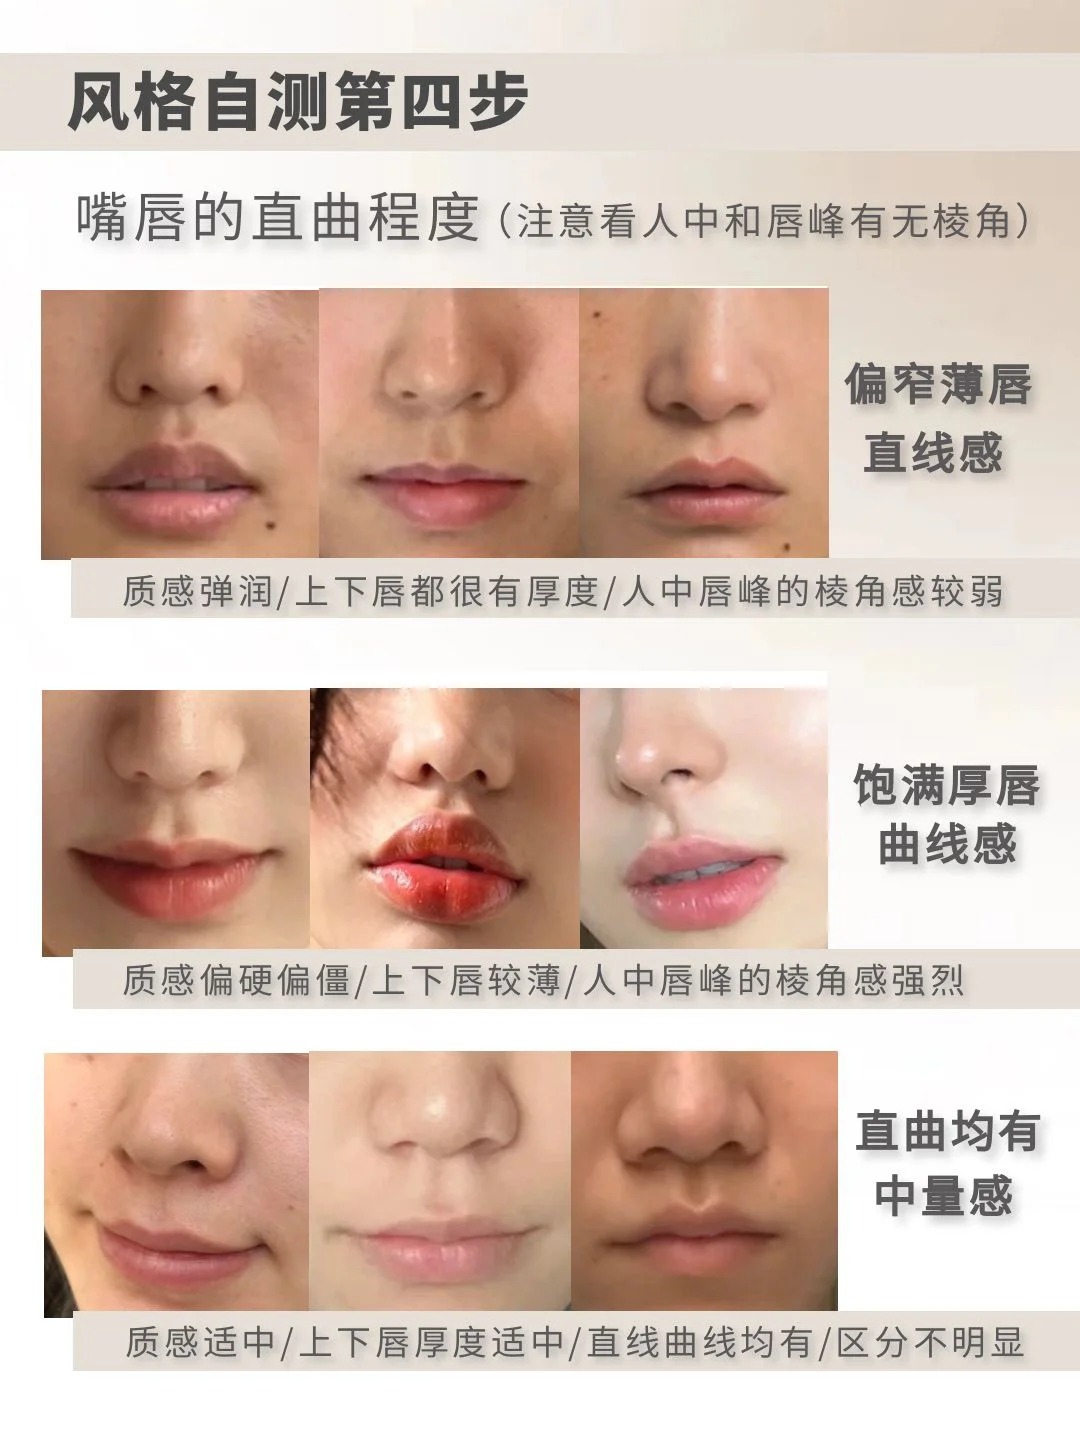 风格自测第四步
嘴唇的直曲程度（注意看人中和唇峰有无棱角）
偏窄薄唇
直线感
质感弹润/上下唇都很有厚度/人中唇峰的棱角感较弱
饱满厚唇
曲线感
质感偏硬偏僵/上下唇较薄/人中唇峰的棱角感强烈
直曲均有
中量感
质感适中/上下唇厚度适中/直线曲线均有/区分不明显